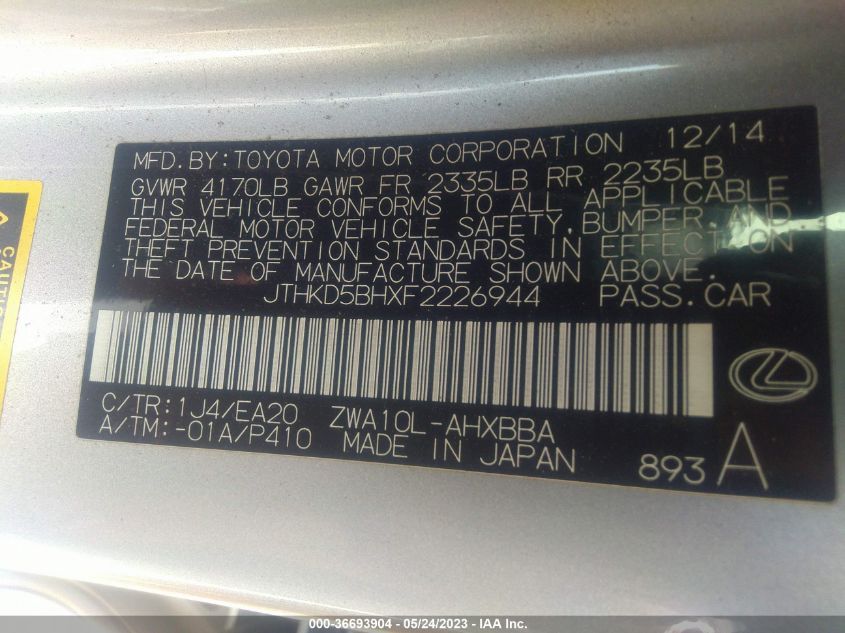 MFD.BY:TOYOTA MOTOR CORPORATION 12/14
GVWR 4170LB GAWR FR 2335LB RR 2235LB
THIS VEHICLE CONFORMS TO ALL APPLICABLE
FEDERAL MOTOR VEHICLE SAFETY,BUMPER,AND
THEFT PREVENTION STANDARDS IN EFFECT ON
THE DATE OF MANUFACTURE SHOWN ABOVE.
JTHKD5BHXF2226944 PASS.CAR
C/TR:1J4/EA20 ZWA10L-AHXBBA
A/TM:-01A/P410 MADE IN JAPAN 893 A
CAUTI
000-36693904 - 05/24/2023 - IAA Inc.